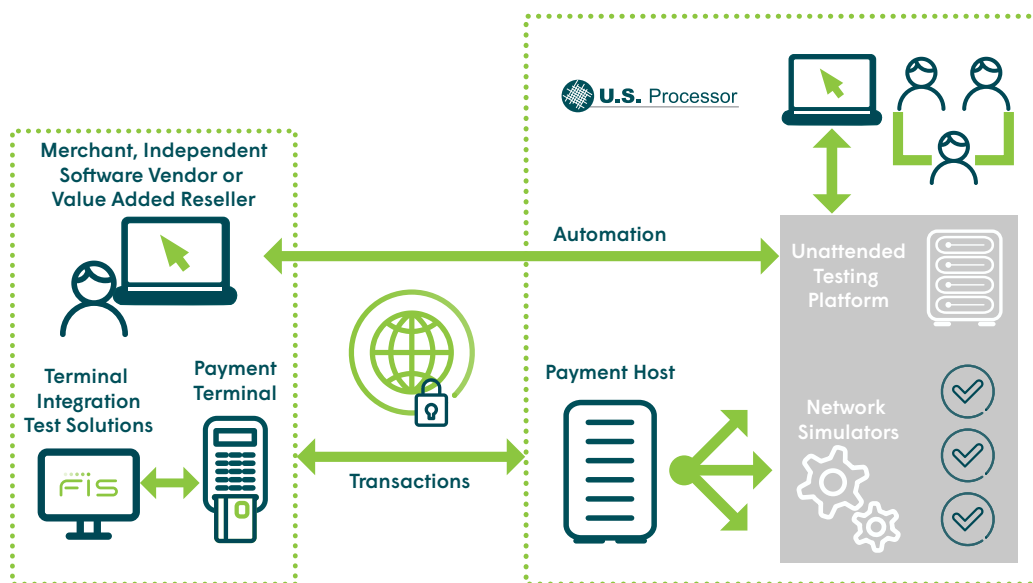 U.S. Processor
Merchant, Independent
Software Vendor or
Value Added Reseller
Automation
Unattended
Testing
Platform
Terminal
Integration
Test Solutions
Payment
Terminal
Payment Host
Network
Simulators
FIS
Transactions